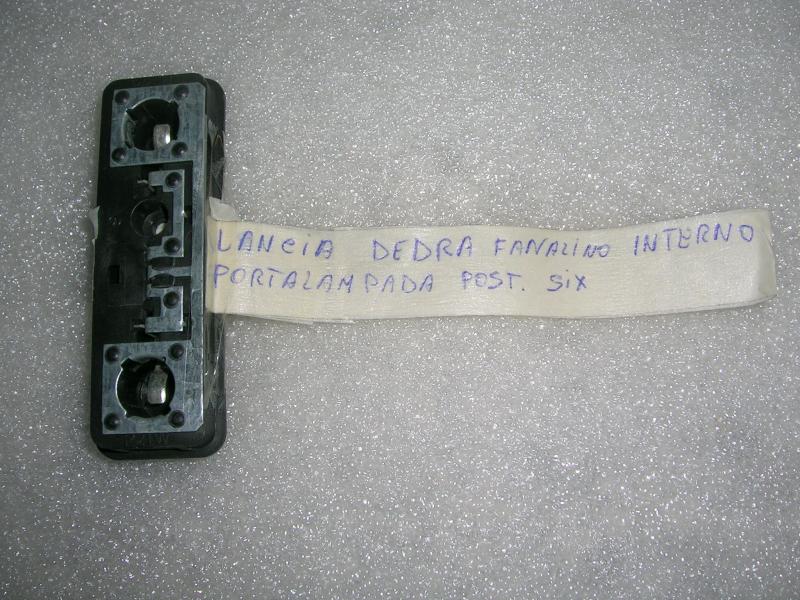 LANCIA DEDRA FANALINO INTERNO
PORTALAMPADA POST. SIX